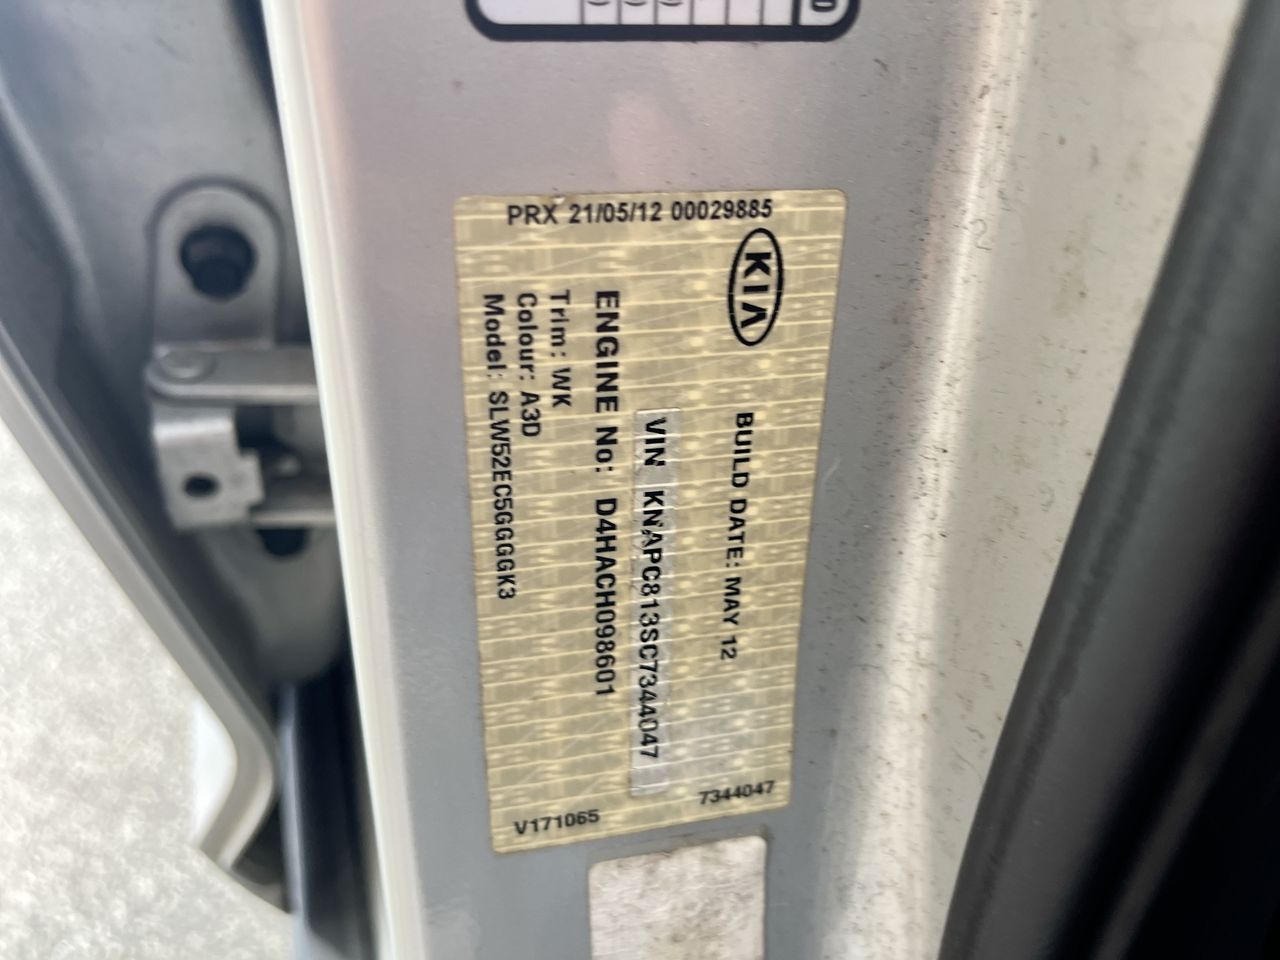 PRX 21/05/12 00029885
KIA
BUILD DATE: MAY 12
VIN KNAPC813SC7344047
ENGINE No: D4HACH098601
Trim: WK
Colour: A3D
Model: SLW52EC5GGGGK3
V171065
7344047